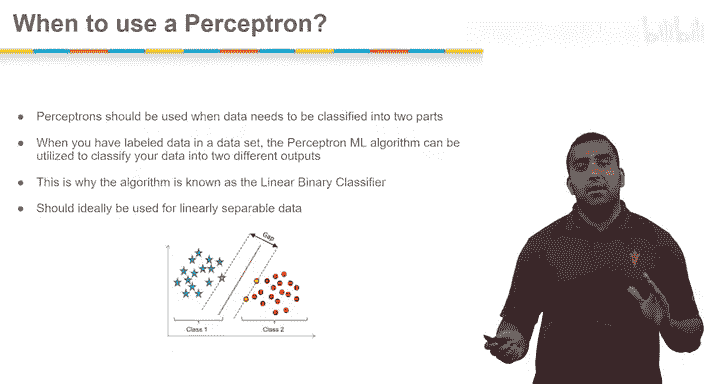 When to use a Perceptron?
● Perceptrons should be used when data needs to be classified into two parts
● When you have labeled data in a data set, the Perceptron ML algorithm can be
utilized to classify your data into two different outputs
● This is why the algorithm is known as the Linear Binary Classifier
● Should ideally be used for linearly separable data
Gap
Class 1
Class 2